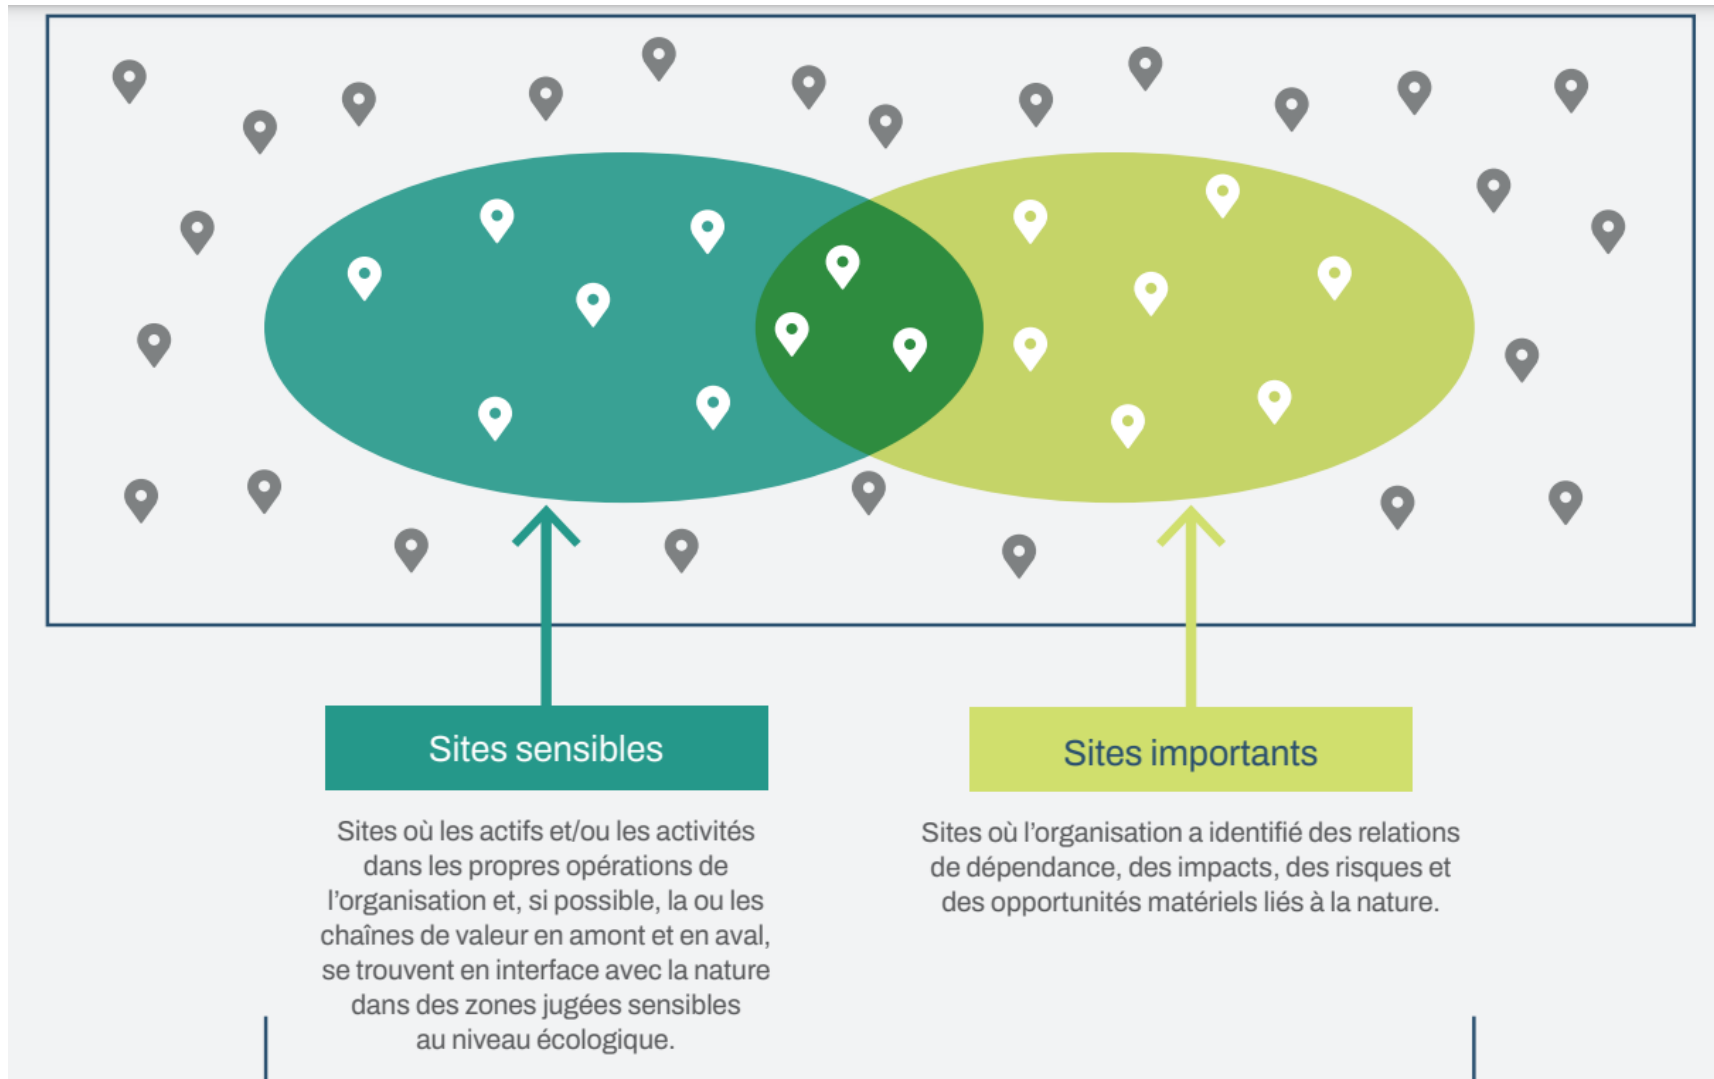 Sites sensibles
Sites où les actifs et/ou les activités
dans les propres opérations de
l’organisation et, si possible, la ou les
chaînes de valeur en amont et en aval,
se trouvent en interface avec la nature
dans des zones jugées sensibles
au niveau écologique.
Sites importants
Sites où l’organisation a identifié des relations
de dépendance, des impacts, des risques et
des opportunités matériels liés à la nature.